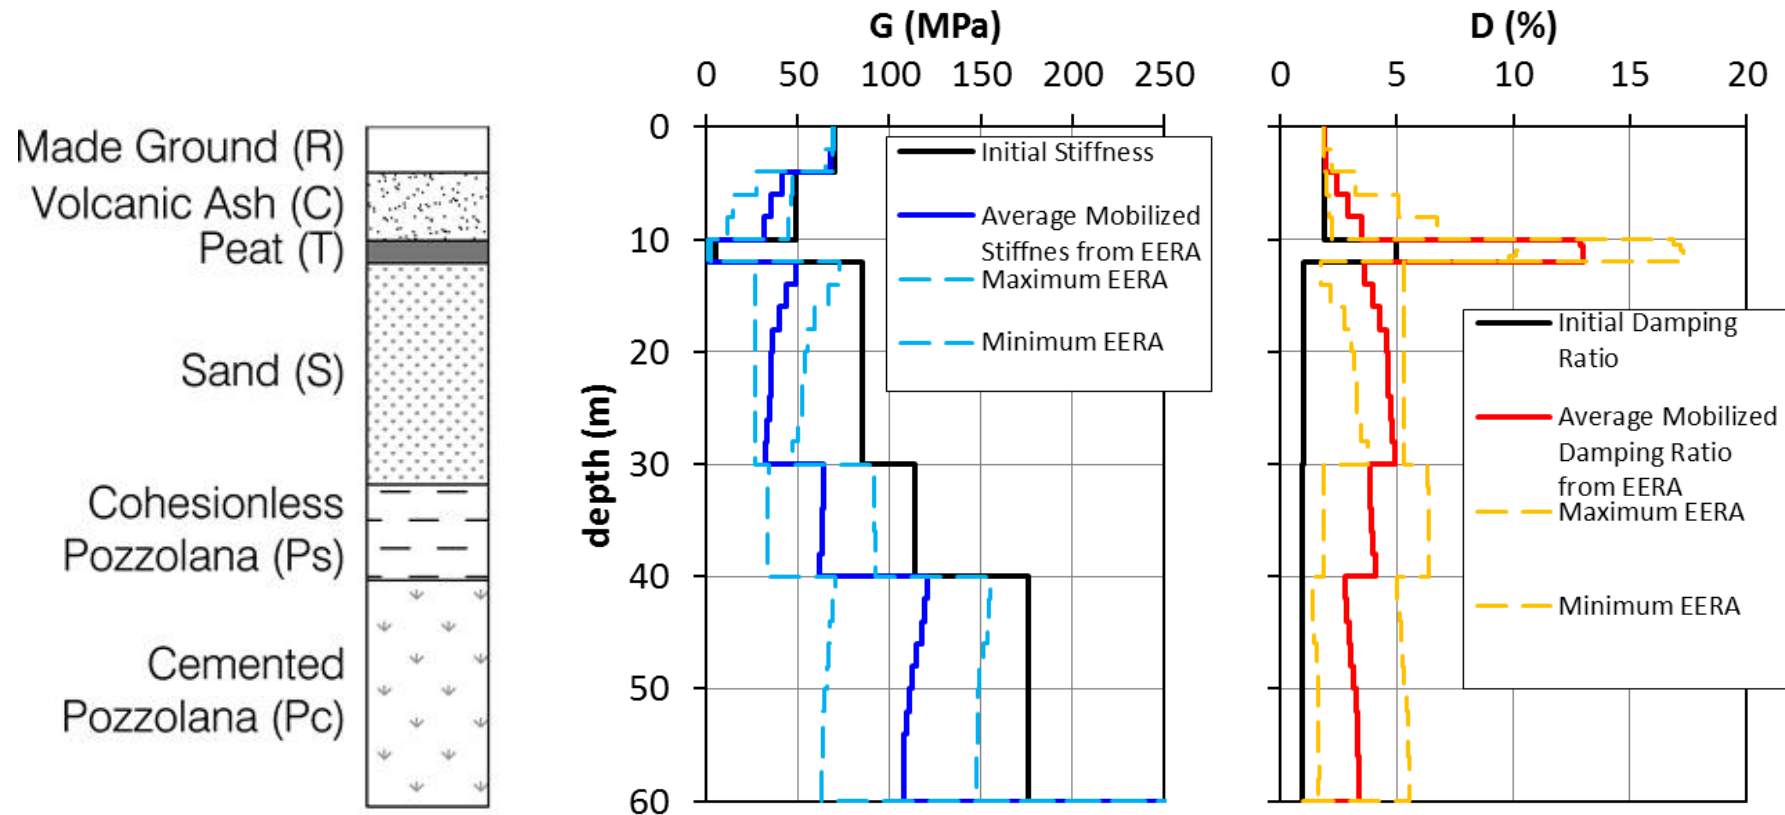 Made Ground (R)
Volcanic Ash (C)
Peat (T)
Sand (S)
Cohesionless
Pozzolana (Ps)
Cemented
Pozzolana (Pc)
G (MPa)
0 50 100 150 200 250
depth (m)
0
10
20
30
40
50
60
Initial Stiffness
Average Mobilized
Stiffnes from EERA
Maximum EERA
Minimum EERA
D (%)
0 5 10 15 20
Initial Damping
Ratio
Average Mobilized
Damping Ratio
from EERA
Maximum EERA
Minimum EERA